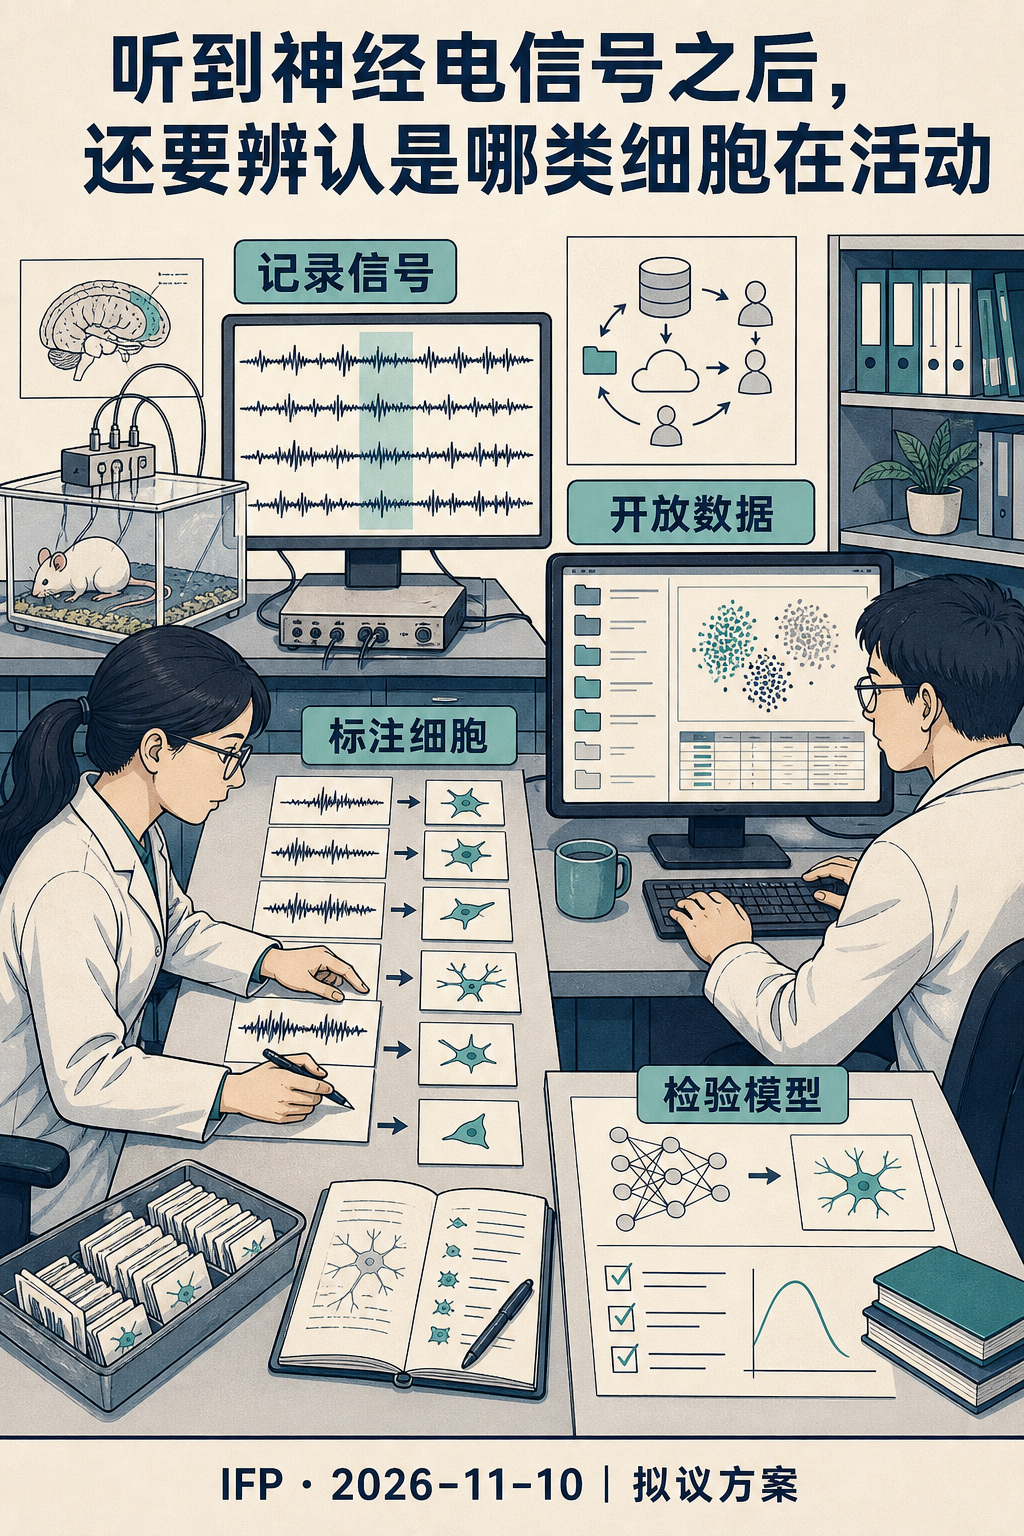 听到神经电信号之后，
还要辨认是哪类细胞在活动
记录信号
开放数据
标注细胞
检验模型
IFP · 2026-11-10｜拟议方案